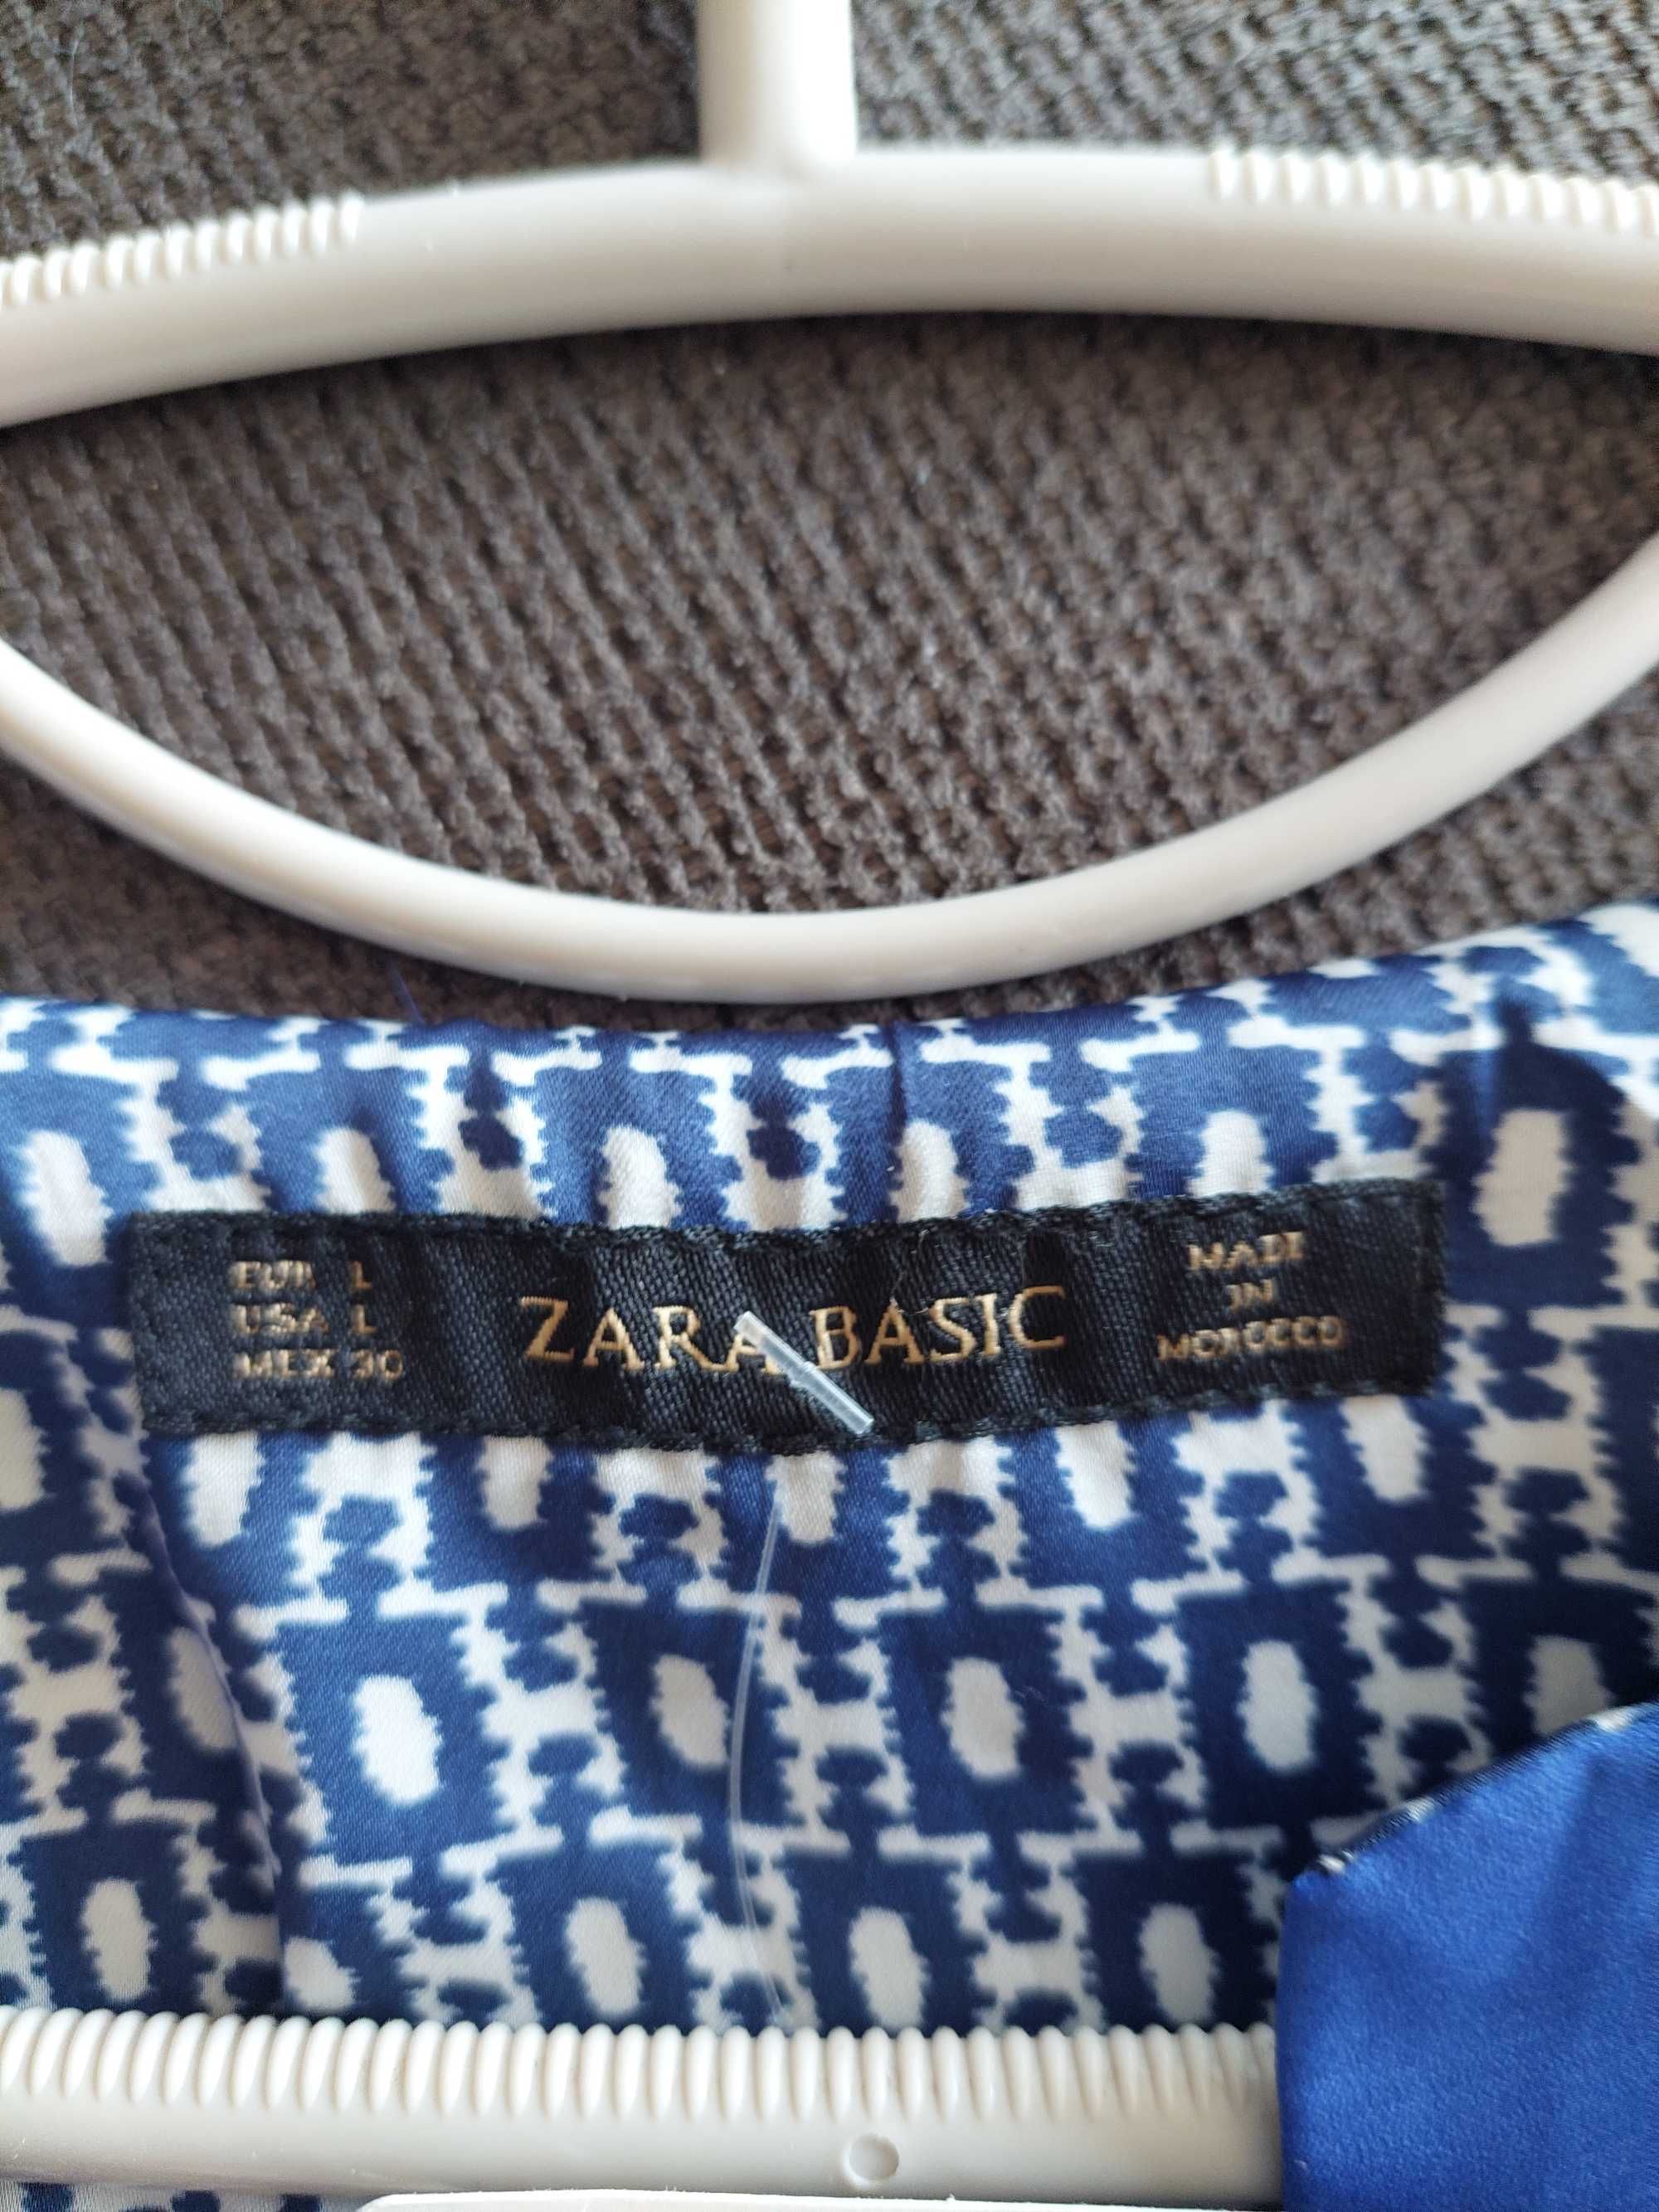 EUR L
USA L
MEX 30
ZARA BASIC
MADE
IN
MOROCCO